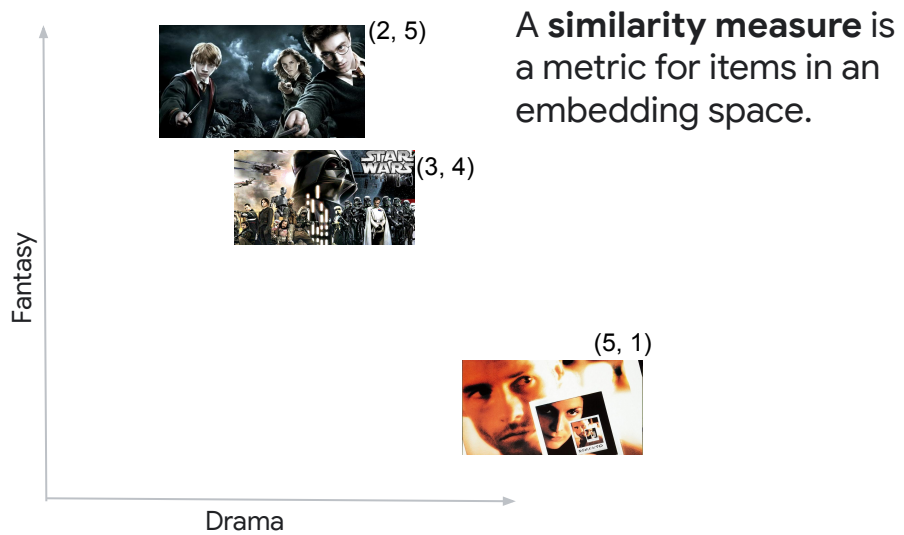 A similarity measure is
a metric for items in an
embedding space.
(2, 5)
STAR
WARS
(3, 4)
Fantasy
(5, 1)
MEMENTO
Drama